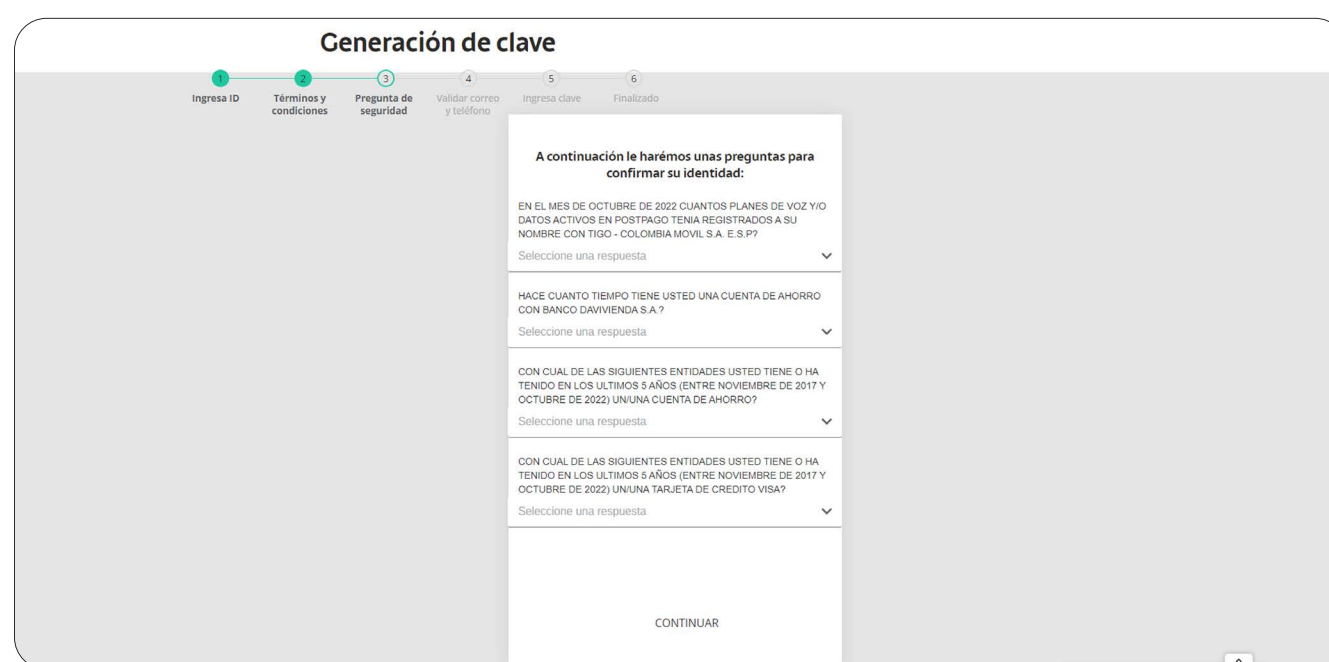 Generación de clave
1 2 3 4 5 6
Ingresa ID Términos y Pregunta de Validar correo Ingresa clave Finalizado
condiciones seguridad y teléfono
A continuación le harémos unas preguntas para
confirmar su identidad:
EN EL MES DE OCTUBRE DE 2022 CUANTOS PLANES DE VOZ Y/O
DATOS ACTIVOS EN POSTPAGO TENIA REGISTRADOS A SU
NOMBRE CON TIGO - COLOMBIA MOVIL S.A. E.S.P?
Seleccione una respuesta
HACE CUANTO TIEMPO TIENE USTED UNA CUENTA DE AHORRO
CON BANCO DAVIVIENDA S.A.?
Seleccione una respuesta
CON CUAL DE LAS SIGUIENTES ENTIDADES USTED TIENE O HA
TENIDO EN LOS ULTIMOS 5 AÑOS (ENTRE NOVIEMBRE DE 2017 Y
OCTUBRE DE 2022) UN/UNA CUENTA DE AHORRO?
Seleccione una respuesta
CON CUAL DE LAS SIGUIENTES ENTIDADES USTED TIENE O HA
TENIDO EN LOS ULTIMOS 5 AÑOS (ENTRE NOVIEMBRE DE 2017 Y
OCTUBRE DE 2022) UN/UNA TARJETA DE CREDITO VISA?
Seleccione una respuesta
CONTINUAR